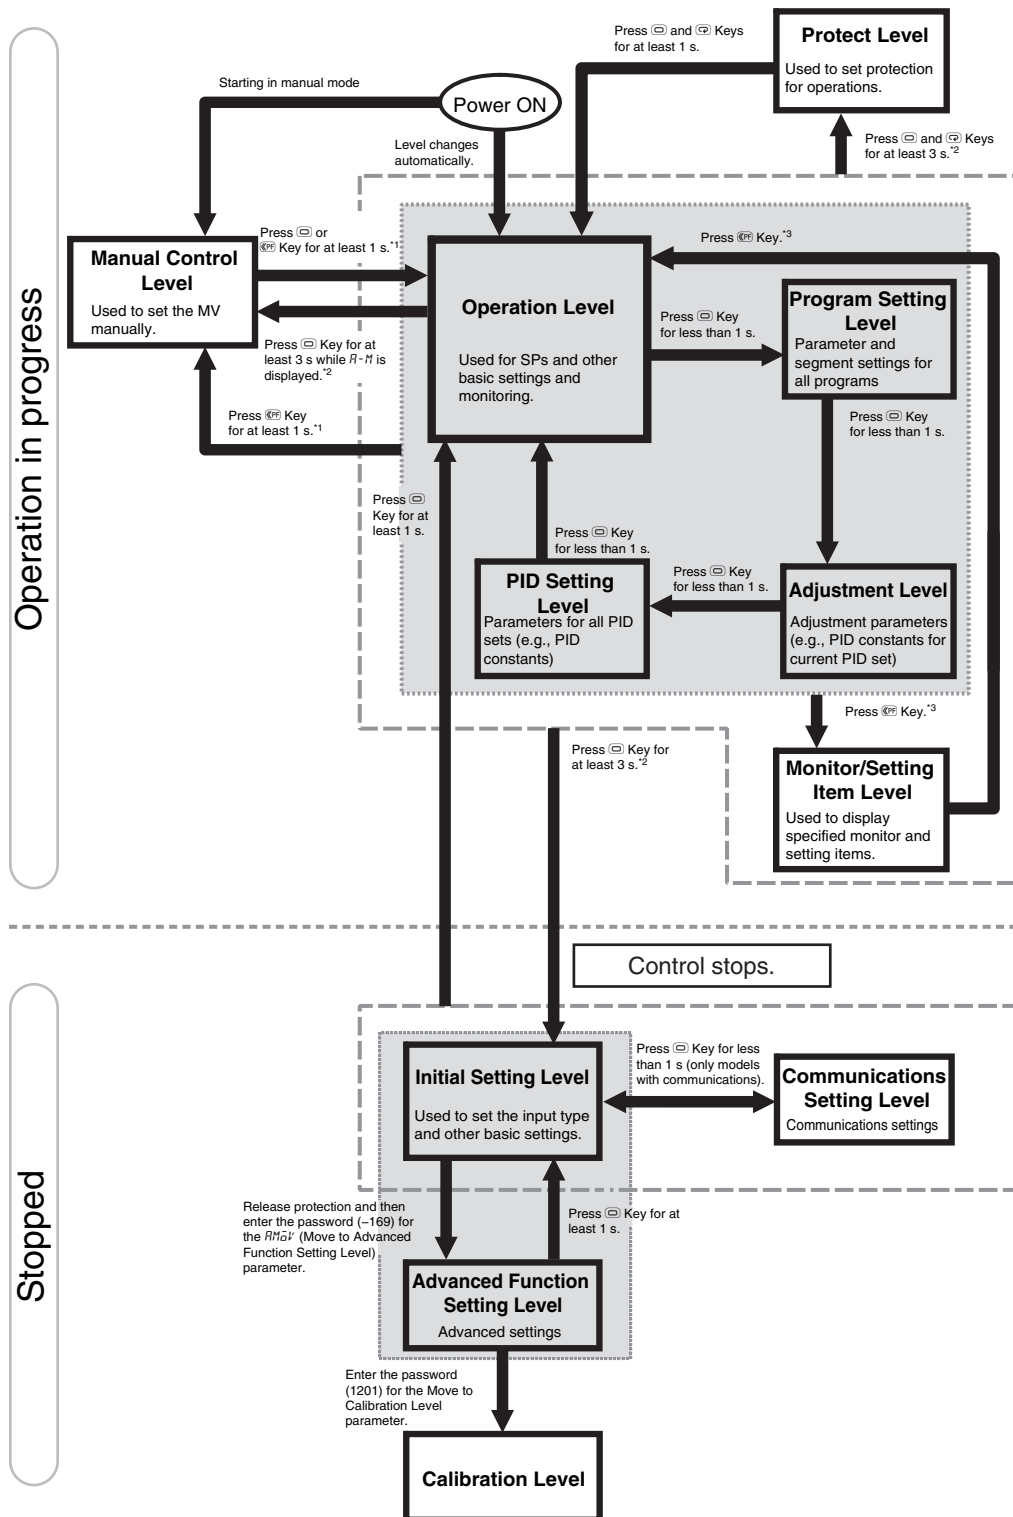 Operation in progress
Press and Keys
for at least 1 s.
Protect Level
Used to set protection
for operations.
Starting in manual mode
Power ON
Level changes
automatically.
Press and Keys
for at least 3 s.*2
Press or
PF Key for at least 1 s.*1
Manual Control
Level
Used to set the MV
manually.
Press Key for at
least 3 s while A-M is
displayed.*2
Press PF Key
for at least 1 s.*1
Operation Level
Used for SPs and other
basic settings and
monitoring.
Press PF Key.*3
Press Key
for less than 1 s.
Program Setting
Level
Parameter and
segment settings for
all programs
Press Key
for less than 1 s.
Press
Key for at
least 1 s.
Press Key
for less than 1 s.
PID Setting
Level
Parameters for all PID
sets (e.g., PID
constants)
Press Key
for less than 1 s.
Adjustment Level
Adjustment parameters
(e.g., PID constants for
current PID set)
Press PF Key.*3
Press Key for
at least 3 s.*2
Monitor/Setting
Item Level
Used to display
specified monitor and
setting items.
Control stops.
Stopped
Initial Setting Level
Used to set the input type
and other basic settings.
Press Key for less
than 1 s (only models
with communications).
Communications
Setting Level
Communications settings
Release protection and then
enter the password (−169) for
the AMoV (Move to Advanced
Function Setting Level)
parameter.
Press Key for at
least 1 s.
Advanced Function
Setting Level
Advanced settings
Enter the password
(1201) for the Move to
Calibration Level
parameter.
Calibration Level